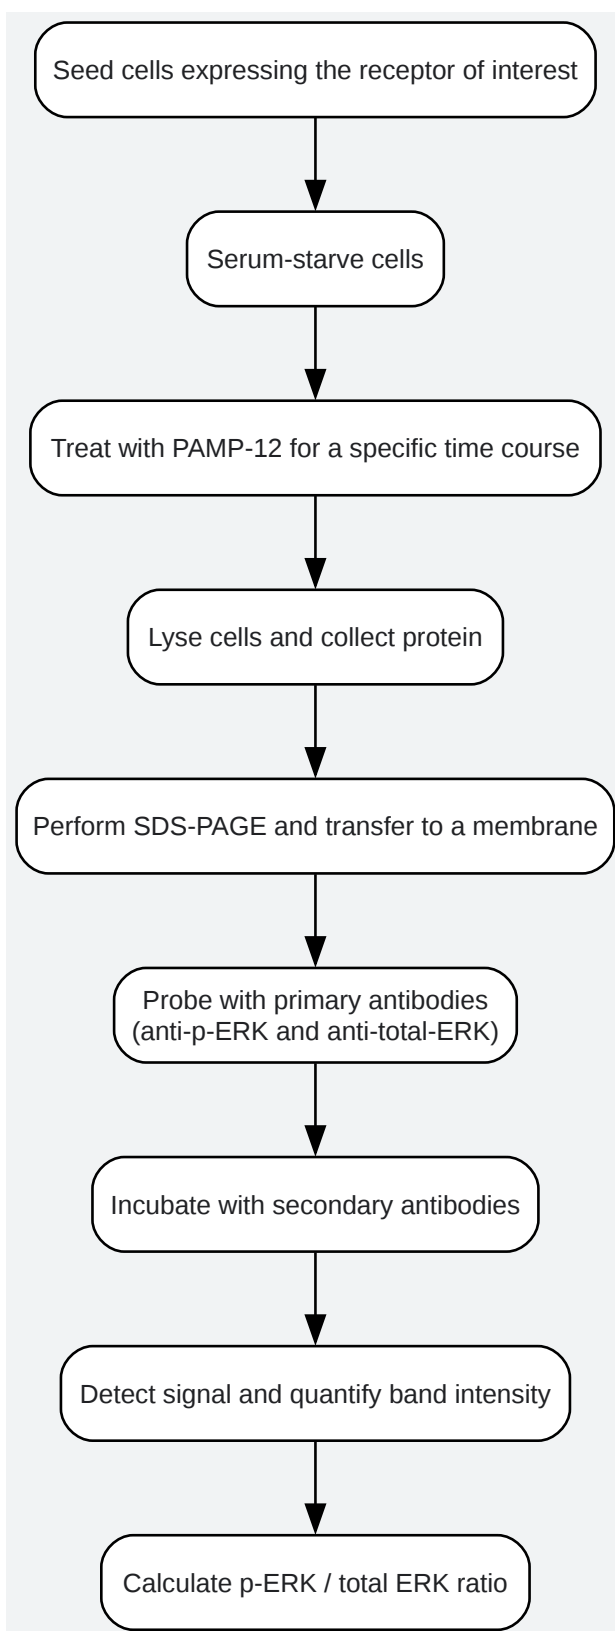 Seed cells expressing the receptor of interest
Serum-starve cells
Treat with PAMP-12 for a specific time course
Lyse cells and collect protein
Perform SDS-PAGE and transfer to a membrane
Probe with primary antibodies
(anti-p-ERK and anti-total-ERK)
Incubate with secondary antibodies
Detect signal and quantify band intensity
Calculate p-ERK / total ERK ratio